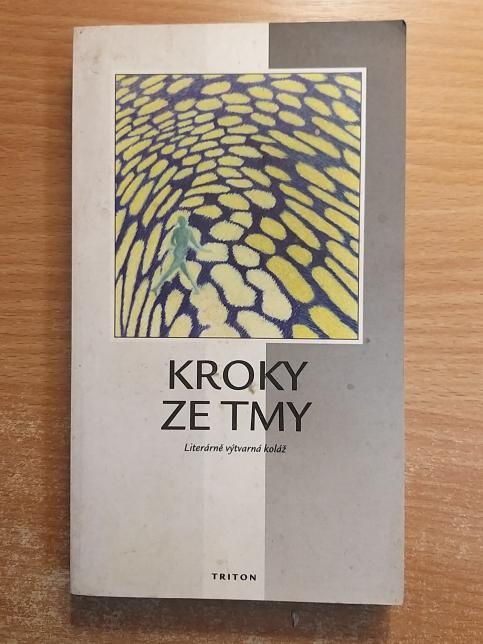 KROKY
ZE TMY
Literárně výtvarná koláž
TRITON